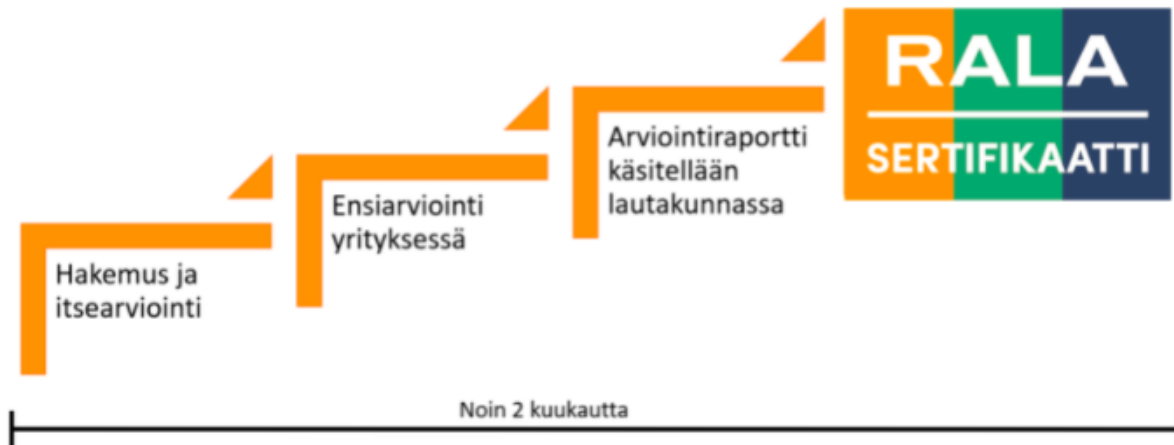 RALA
SERTIFIKAATTI
Arviointiraportti
käsitellään
lautakunnassa
Ensiarviointi
yrityksessä
Hakemus ja
itsearviointi
Noin 2 kuukautta